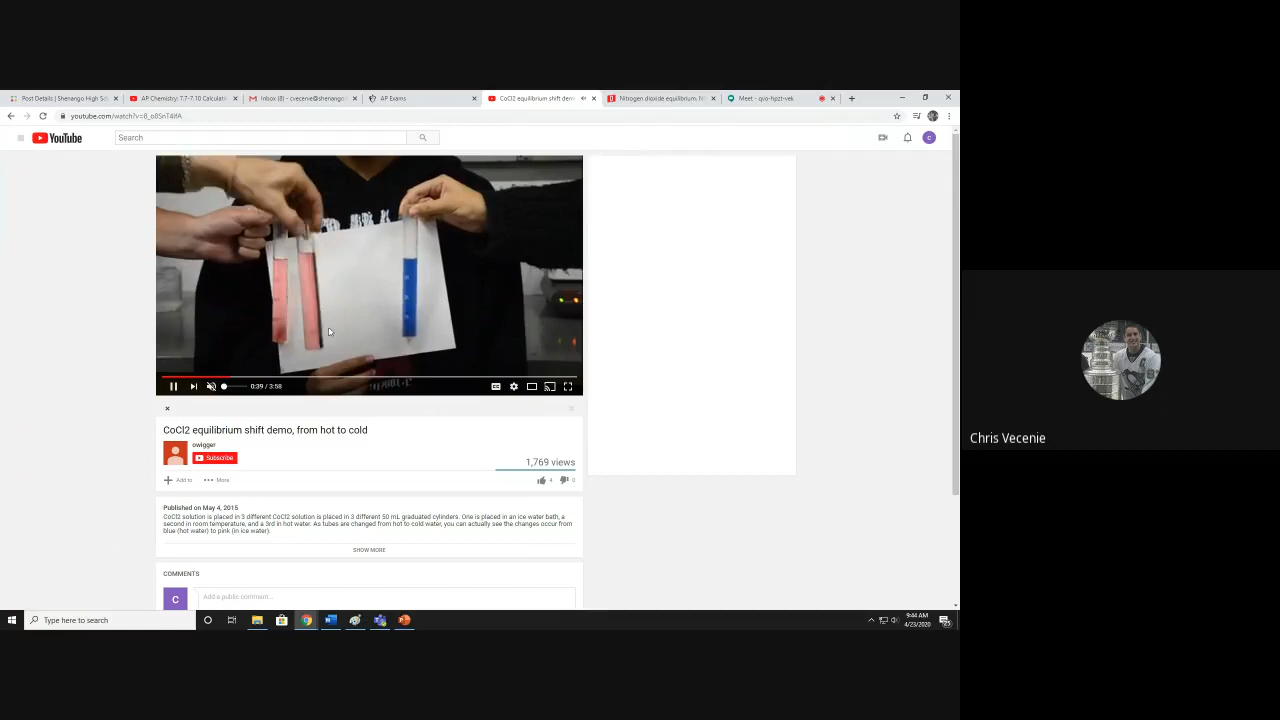 Post Details | Shenango High Sc
AP Chemistry: 7.7-7.10 Calculati
Inbox (8) - cvecenie@shenango
AP Exams
CoCl2 equilibrium shift dem
Nitrogen dioxide equilibrium: N
Meet - qvo-hpzt-vek
YouTube
Search
0:39 / 3:58
CoCl2 equilibrium shift demo, from hot to cold
owigger
Subscribe
1,769 views
Add to
More
4
0
Published on May 4, 2015
CoCl2 solution is placed in 3 different CoCl2 solution is placed in 3 different 50 mL graduated cylinders. One is placed in an ice water bath, a
second in room temperature, and a 3rd in hot water. As tubes are changed from hot to cold water, you can actually see the changes occur from
blue (hot water) to pink (in ice water).
SHOW MORE
COMMENTS
C
Add a public comment...
Type here to search
9:44 AM
4/23/2020
Chris Vecenie